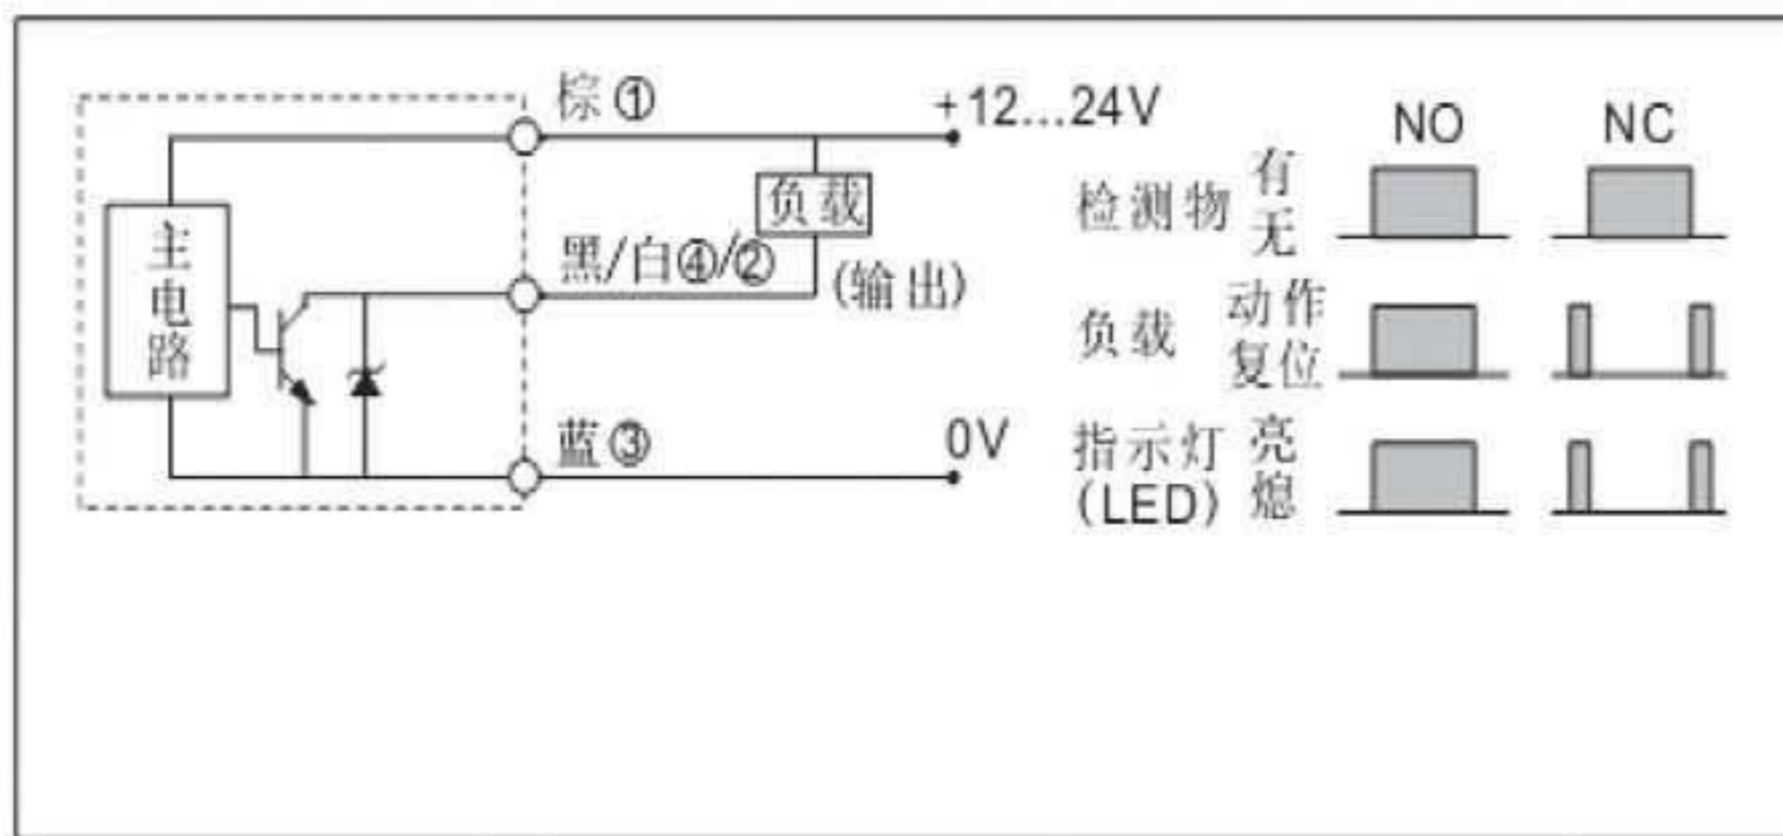 棕①
+12...24V
负载
主电路
黑/白④/②
(输出)
蓝③
0V
NO
NC
检测物
有
无
负载
动作
复位
指示灯
(LED)
亮
熄